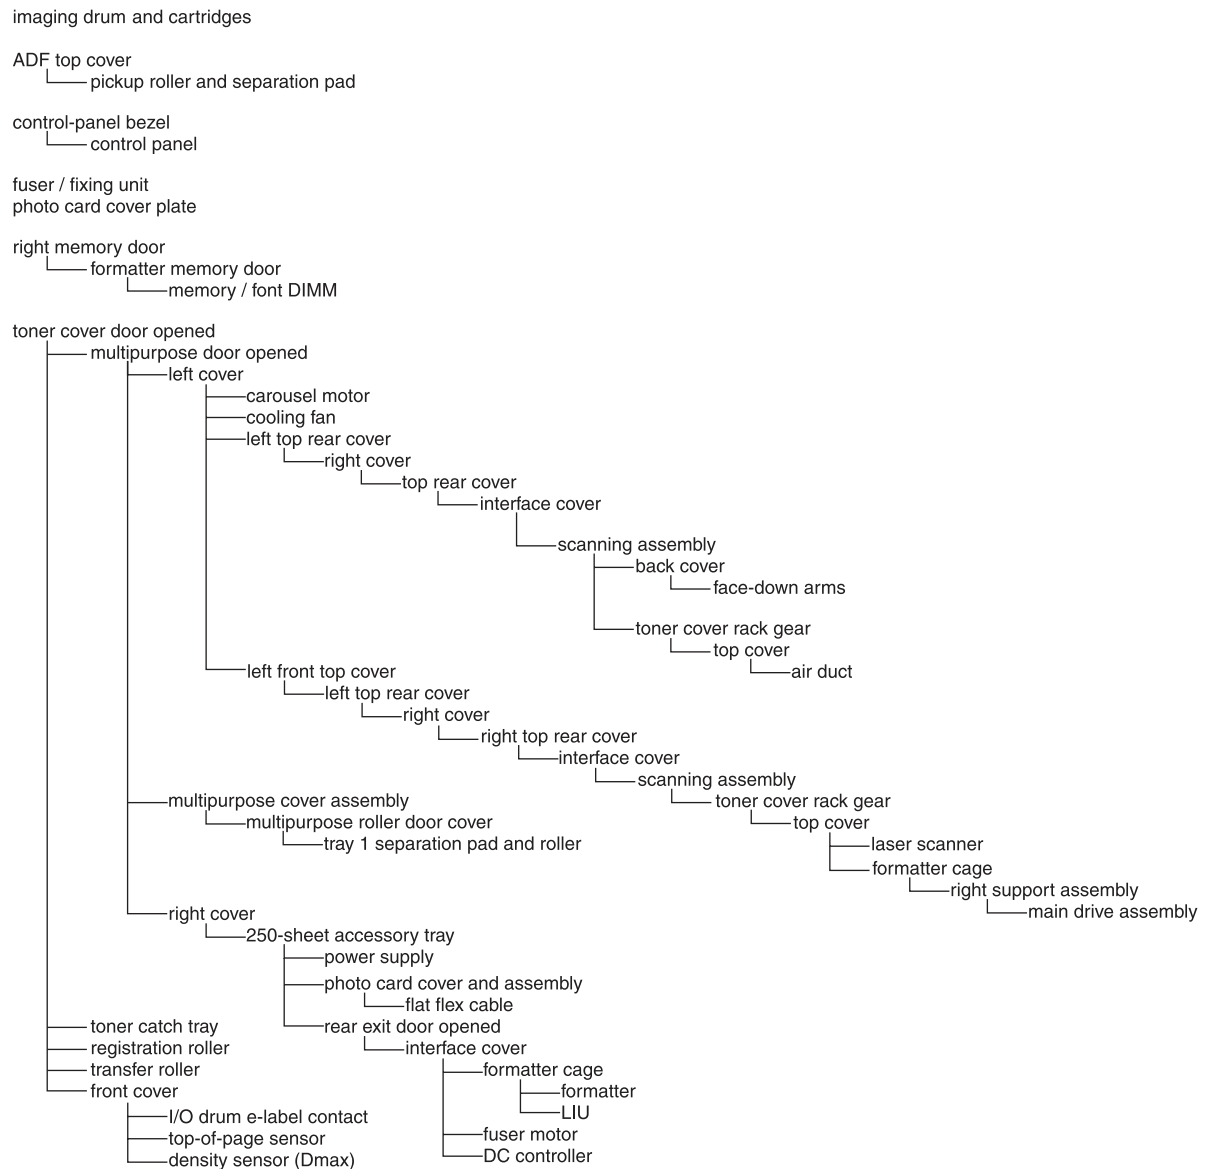 imaging drum and cartridges
ADF top cover
pickup roller and separation pad
control-panel bezel
control panel
fuser / fixing unit
photo card cover plate
right memory door
formatter memory door
memory / font DIMM
toner cover door opened
multipurpose door opened
left cover
carousel motor
cooling fan
left top rear cover
right cover
top rear cover
interface cover
scanning assembly
back cover
face-down arms
toner cover rack gear
top cover
air duct
left front top cover
left top rear cover
right cover
right top rear cover
interface cover
scanning assembly
toner cover rack gear
top cover
laser scanner
formatter cage
right support assembly
main drive assembly
multipurpose cover assembly
multipurpose roller door cover
tray 1 separation pad and roller
right cover
250-sheet accessory tray
power supply
photo card cover and assembly
flat flex cable
rear exit door opened
interface cover
formatter cage
formatter
LIU
fuser motor
DC controller
toner catch tray
registration roller
transfer roller
front cover
I/O drum e-label contact
top-of-page sensor
density sensor (Dmax)